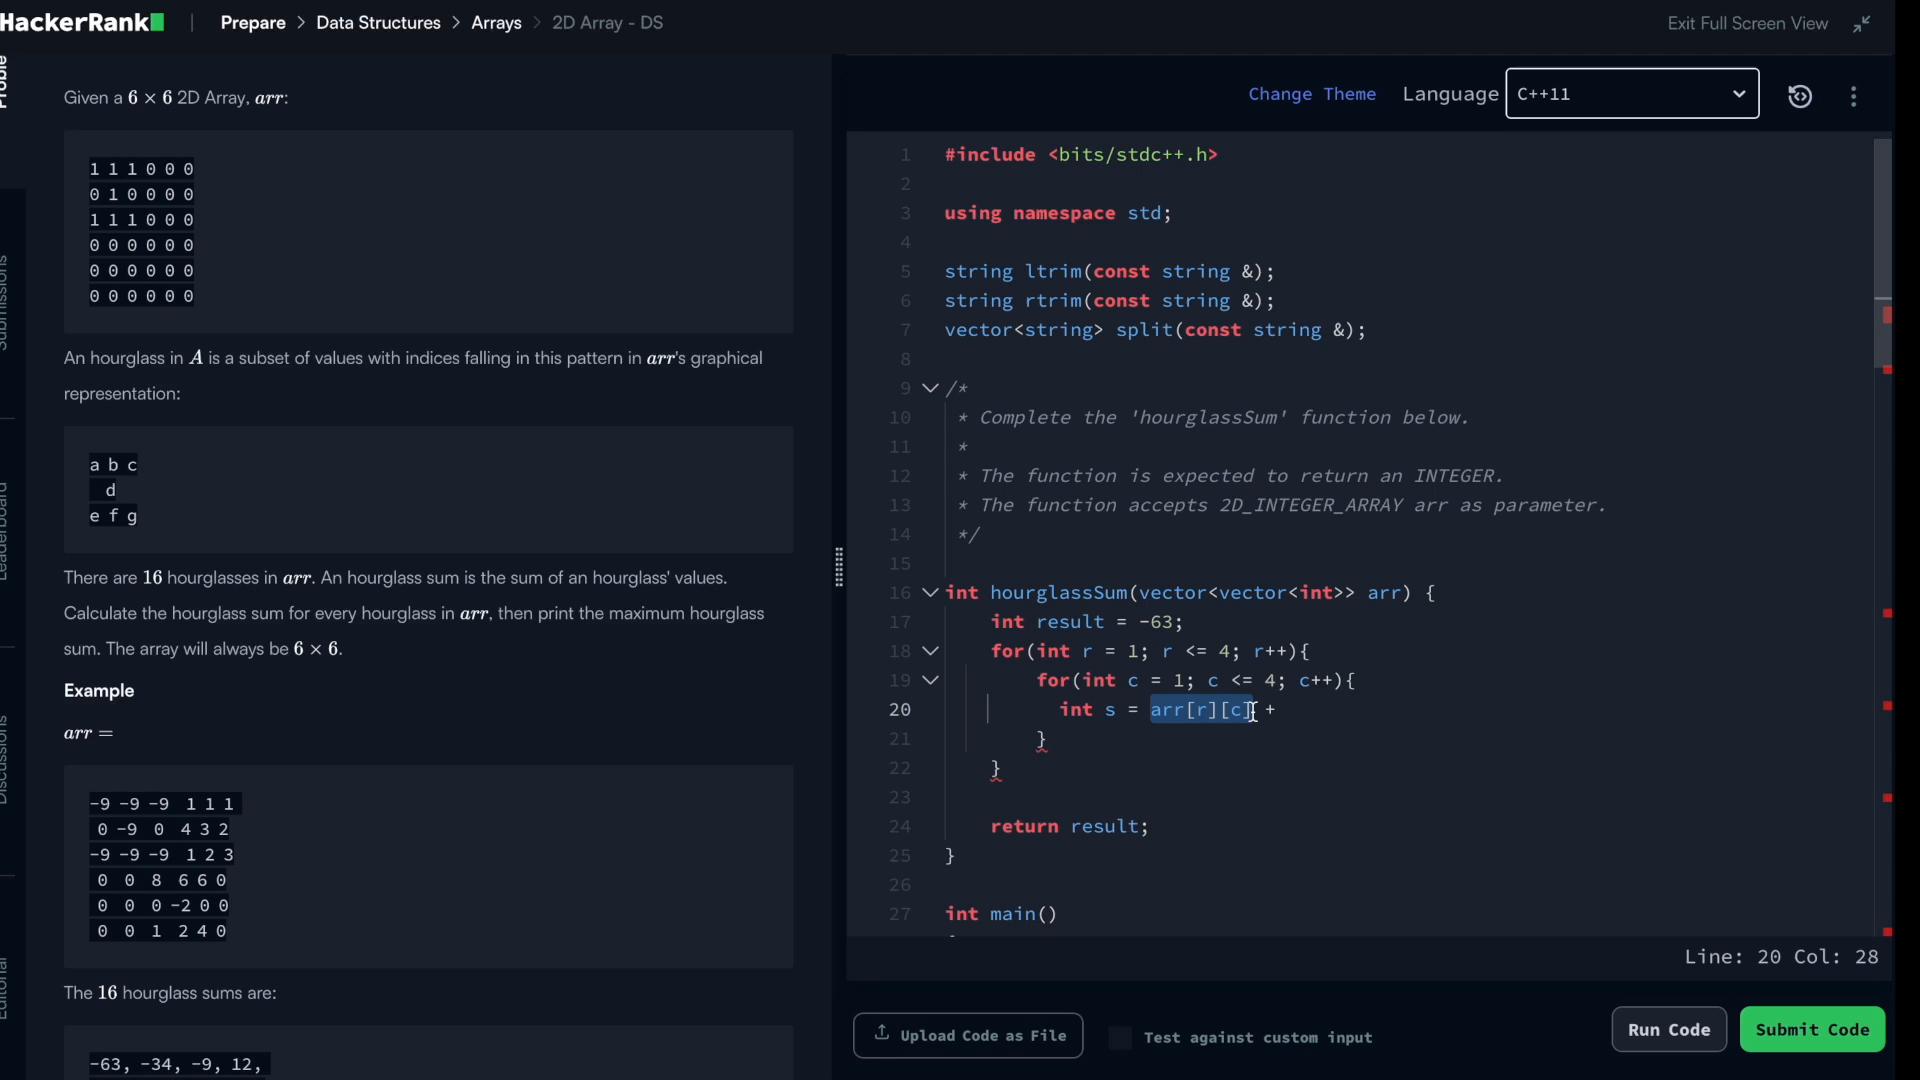 HackerRank | Prepare > Data Structures > Arrays > 2D Array - DS
Exit Full Screen View
Submissions
Leaderboard
Discussions
Editorial
Given a 6 × 6 2D Array, arr:
1 1 1 0 0 0
0 1 0 0 0 0
1 1 1 0 0 0
0 0 0 0 0 0
0 0 0 0 0 0
0 0 0 0 0 0
An hourglass in A is a subset of values with indices falling in this pattern in arr's graphical
representation:
a b c
d
e f g
There are 16 hourglasses in arr. An hourglass sum is the sum of an hourglass' values.
Calculate the hourglass sum for every hourglass in arr, then print the maximum hourglass
sum. The array will always be 6 × 6.
Example
arr =
-9 -9 -9 1 1 1
0 -9 0 4 3 2
-9 -9 -9 1 2 3
0 0 8 6 6 0
0 0 0 -2 0 0
0 0 1 2 4 0
The 16 hourglass sums are:
-63, -34, -9, 12,
Change Theme Language C++11
1 #include <bits/stdc++.h>
2
3 using namespace std;
4
5 string ltrim(const string &);
6 string rtrim(const string &);
7 vector<string> split(const string &);
8
9 /*
10 * Complete the 'hourglassSum' function below.
11 *
12 * The function is expected to return an INTEGER.
13 * The function accepts 2D_INTEGER_ARRAY arr as parameter.
14 */
15
16 int hourglassSum(vector<vector<int>> arr) {
17 int result = -63;
18 for(int r = 1; r <= 4; r++){
19 for(int c = 1; c <= 4; c++){
20 int s = arr[r][c] +
21 }
22 }
23
24 return result;
25 }
26
27 int main()
Line: 20 Col: 28
Upload Code as File
Test against custom input
Run Code
Submit Code